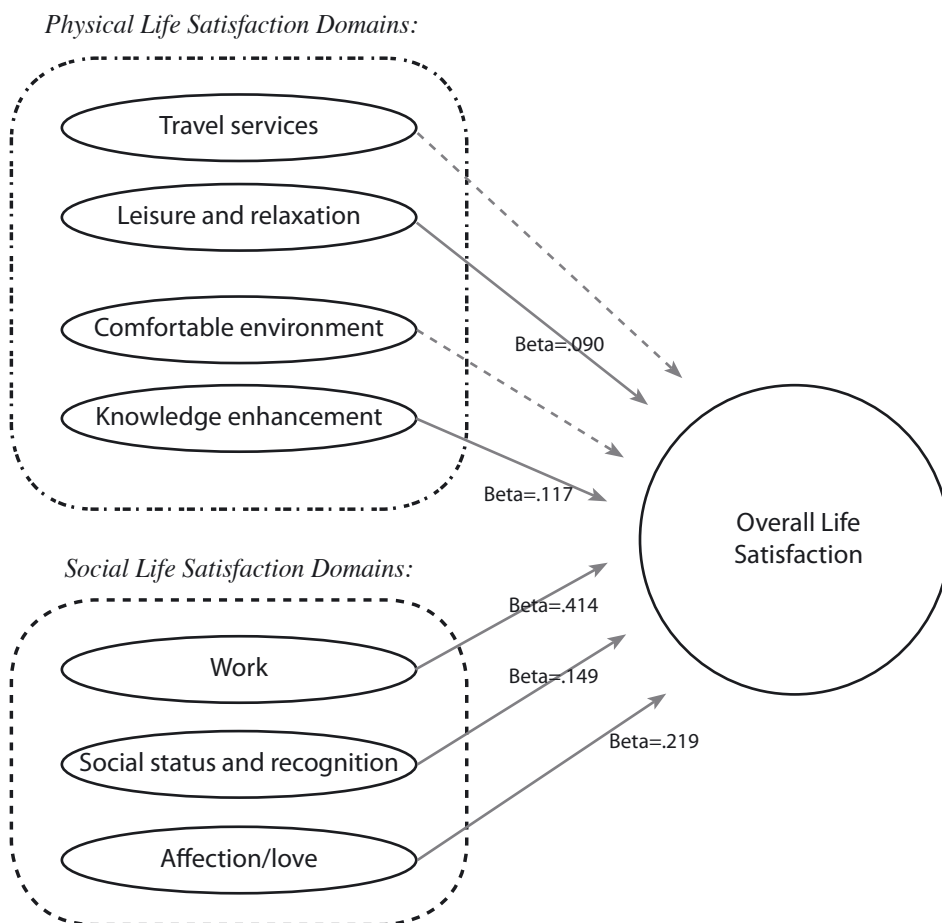 Physical Life Satisfaction Domains:
Travel services
Leisure and relaxation
Comfortable environment
Beta=.090
Knowledge enhancement
Beta=.117
Overall Life
Satisfaction
Social Life Satisfaction Domains:
Beta=.414
Work
Beta=.149
Social status and recognition
Beta=.219
Affection/love